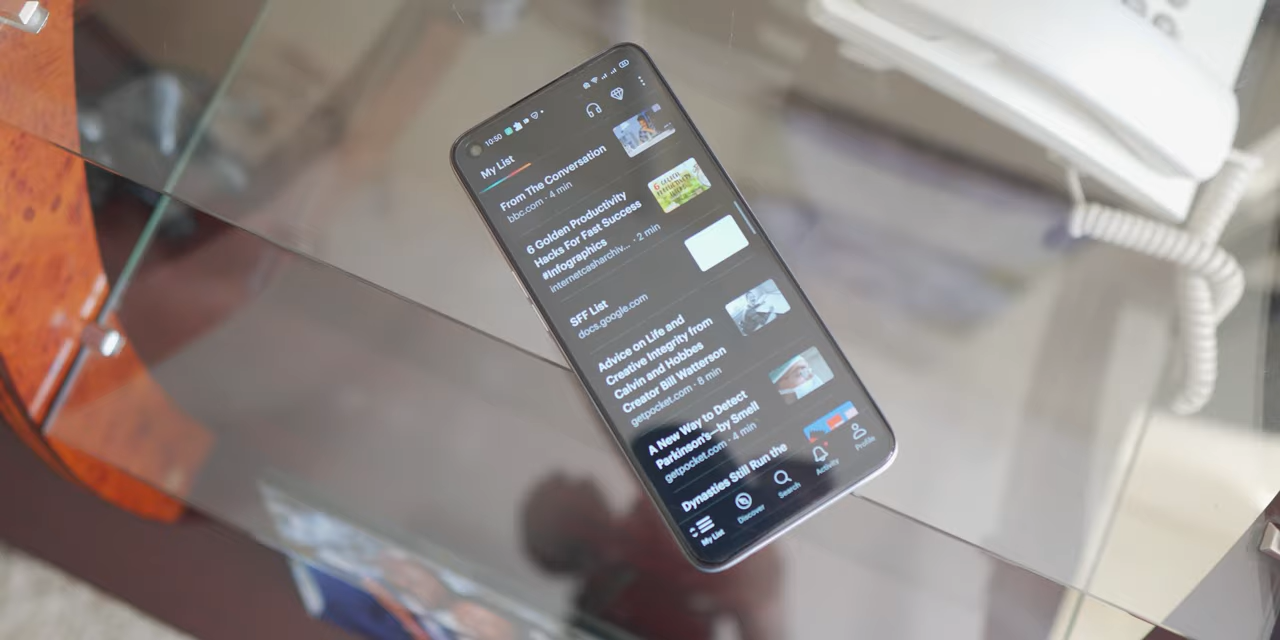 10:50
My List
From The Conversation
bbc.com · 4 min
6 Golden Productivity
Hacks For Fast Success
#Infographics
internetcasharchiv... · 2 min
SFF List
docs.google.com
Advice on Life and
Creative Integrity from
Calvin and Hobbes
Creator Bill Watterson
getpocket.com · 8 min
A New Way to Detect
Parkinson's—by Smell
getpocket.com · 4 min
Dynasties Still Run the
My List
Discover
Search
Activity
Profile